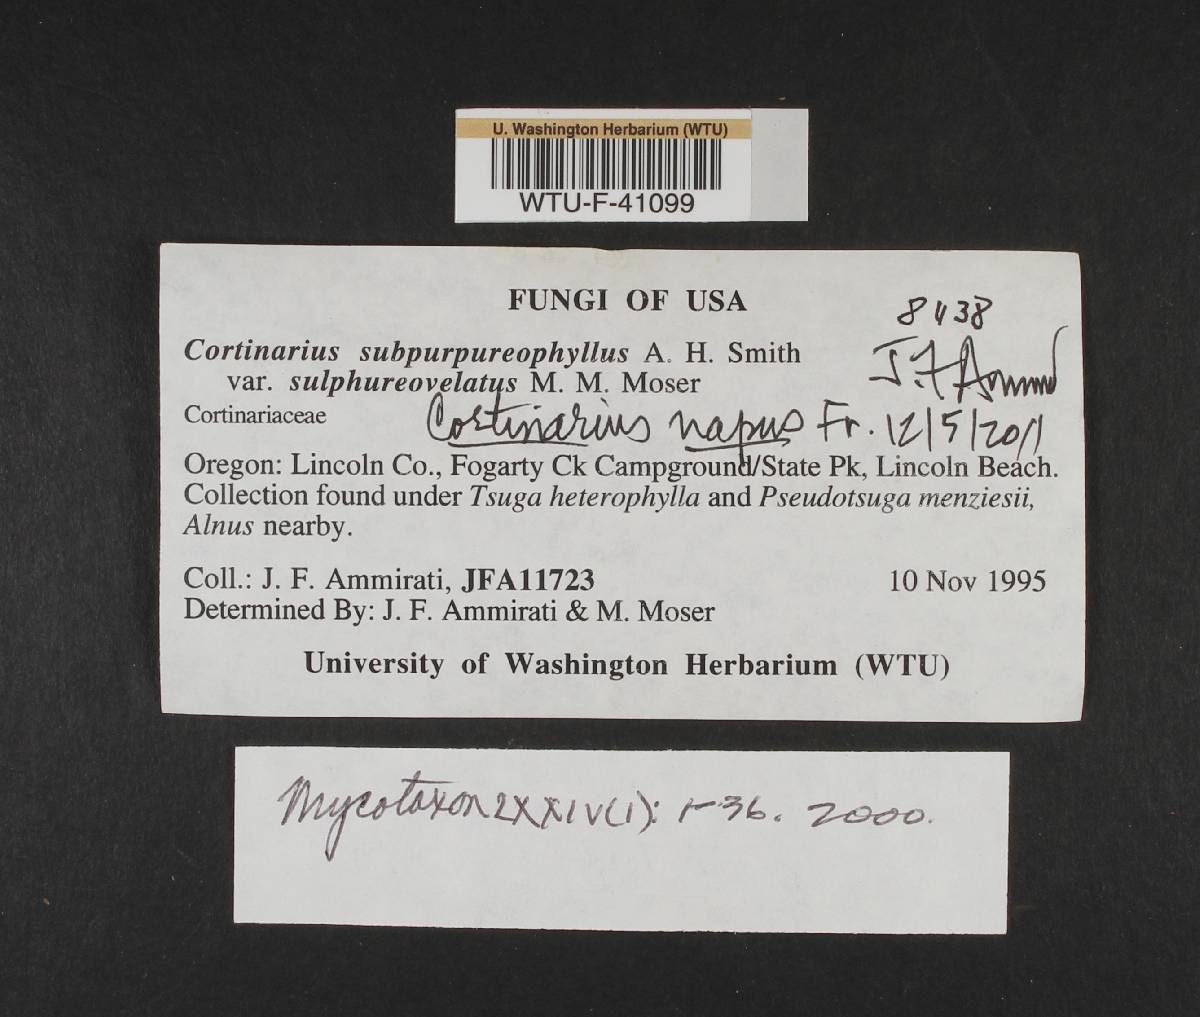 U. Washington Herbarium (WTU)
WTU-F-41099
FUNGI OF USA
8438
Cortinarius subpurpureophyllus A. H. Smith
var. sulphureovelatus M. M. Moser
J. F. Ammirati
Cortinariaceae
Cortinarius napus Fr. 12/5/2011
Oregon: Lincoln Co., Fogarty Ck Campground/State Pk, Lincoln Beach.
Collection found under Tsuga heterophylla and Pseudotsuga menziesii,
Alnus nearby.
Coll.: J. F. Ammirati, JFA11723 10 Nov 1995
Determined By: J. F. Ammirati & M. Moser
University of Washington Herbarium (WTU)
Mycotaxon LXXIV(1): 1-36. 2000.